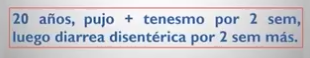 20 años, pujo + tenesmo por 2 sem,
luego diarrea disentérica por 2 sem más.